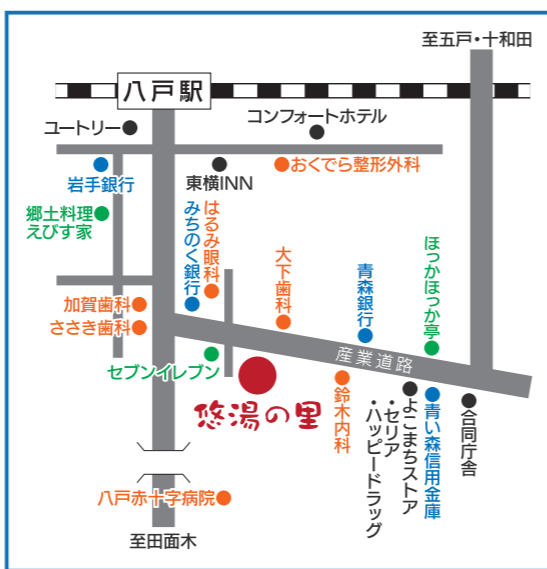 至五戸・十和田
八戸駅
ユートリー
コンフォートホテル
岩手銀行
東横INN
おくでら整形外科
郷土料理
えびす家
はるみ眼科
みちのく銀行
大下歯科
青森銀行
ほっかほっか亭
加賀歯科
ささき歯科
産業道路
セブンイレブン
悠湯の里
鈴木内科
よこまちストア
・セリア
・ハッピードラッグ
青い森信用金庫
合同庁舎
八戸赤十字病院
至田面木